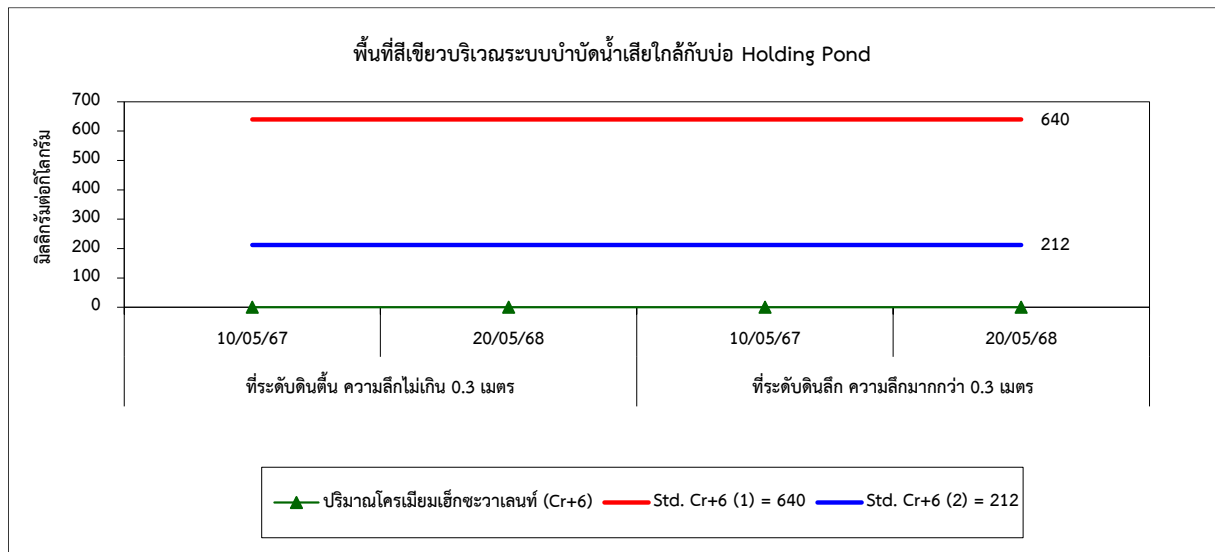 พื้นที่สีเขียวบริเวณระบบบำบัดน้ำเสียใกล้กับบ่อ Holding Pond
มิลลิกรัมต่อกิโลกรัม
700
600
500
400
300
200
100
0
640
212
10/05/67 20/05/68 10/05/67 20/05/68
ที่ระดับดินตื้น ความลึกไม่เกิน 0.3 เมตร ที่ระดับดินลึก ความลึกมากกว่า 0.3 เมตร
ปริมาณโครเมียมเฮ็กซะวาเลนท์ (Cr+6) Std. Cr+6 (1) = 640 Std. Cr+6 (2) = 212